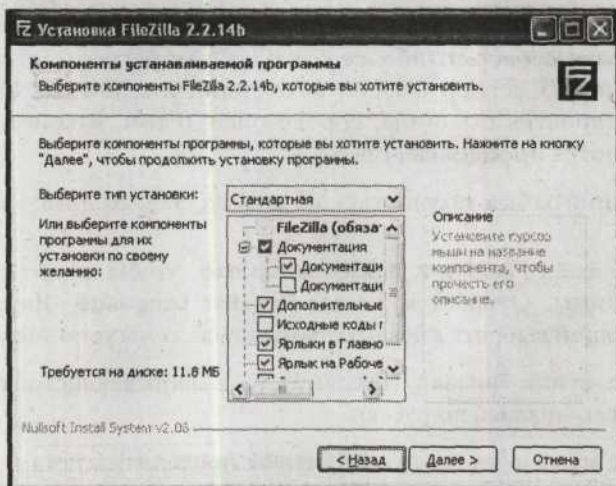 FZ Установка FileZilla 2.2.14b
Компоненты устанавливаемой программы
Выберите компоненты FileZilla 2.2.14b, которые вы хотите установить.
FZ
Выберите компоненты программы, которые вы хотите установить. Нажмите на кнопку
"Далее", чтобы продолжить установку программы.
Выберите тип установки:
Стандартная
Или выберите компоненты
программы для их
установки по своему
желанию:
FileZilla (обяза
Документация
Документаци
Документаци
Дополнительные
Исходные коды г
Ярлыки в Главно
Ярлык на Рабоче
Описание
Установите курсор
мыши на название
компонента, чтобы
прочесть его
описание.
Требуется на диске: 11.8 МБ
Nullsoft Install System v2.06
< Назад
Далее >
Отмена